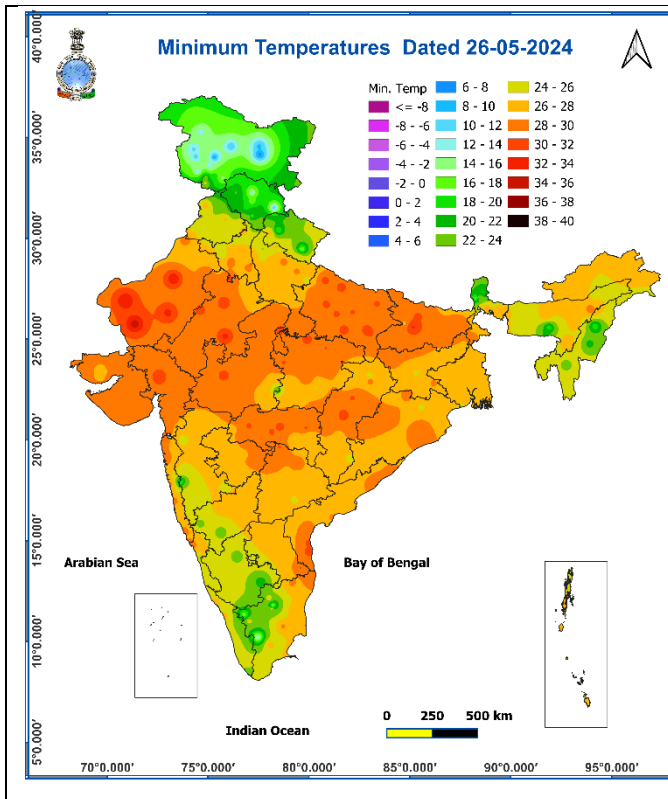 Minimum Temperatures Dated 26-05-2024
Min. Temp
<= -8
-8 - -6
-6 - -4
-4 - -2
-2 - 0
0 - 2
2 - 4
4 - 6
6 - 8
8 - 10
10 - 12
12 - 14
14 - 16
16 - 18
18 - 20
20 - 22
22 - 24
24 - 26
26 - 28
28 - 30
30 - 32
32 - 34
34 - 36
36 - 38
38 - 40
40°0.000'
35°0.000'
30°0.000'
25°0.000'
20°0.000'
15°0.000'
10°0.000'
5°0.000'
Arabian Sea
Bay of Bengal
Indian Ocean
0 250 500 km
70°0.000' 75°0.000' 80°0.000' 85°0.000' 90°0.000' 95°0.000'